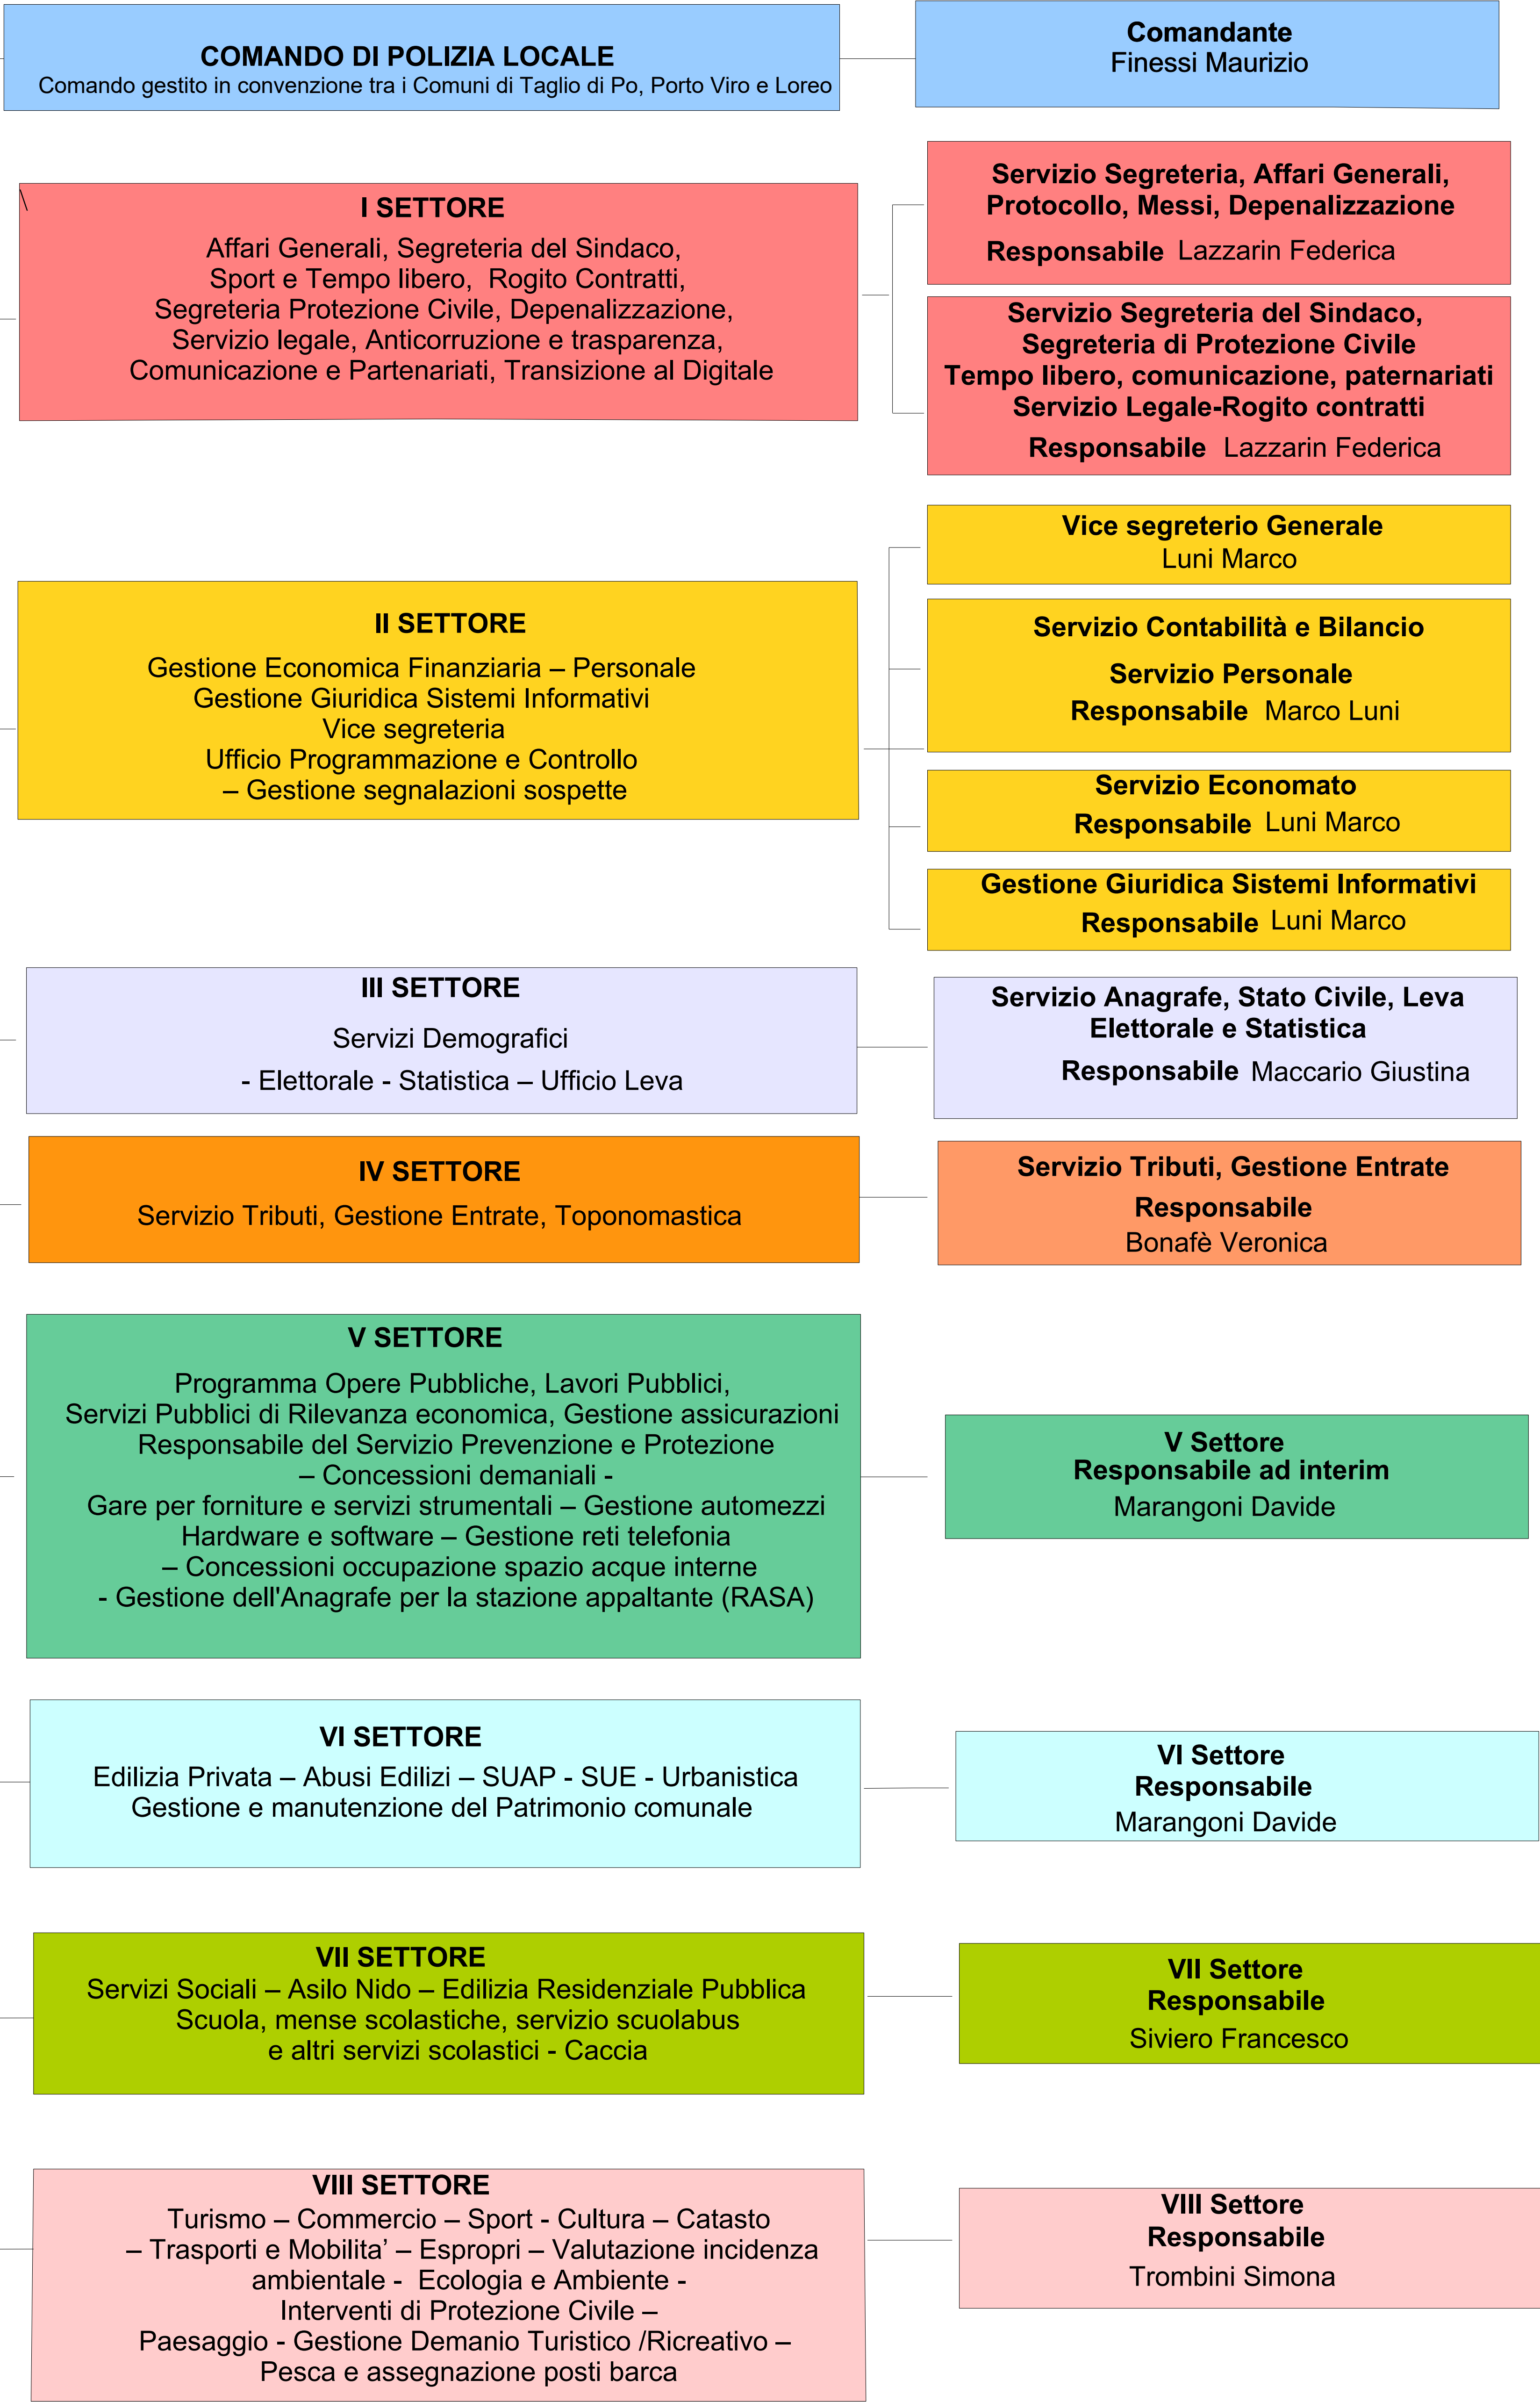 COMANDO DI POLIZIA LOCALE
Comando gestito in convenzione tra i Comuni di Taglio di Po, Porto Viro e Loreo
Comandante
Finessi Maurizio
I SETTORE
Affari Generali, Segreteria del Sindaco,
Sport e Tempo libero, Rogito Contratti,
Segreteria Protezione Civile, Depenalizzazione,
Servizio legale, Anticorruzione e trasparenza,
Comunicazione e Partenariati, Transizione al Digitale
Servizio Segreteria, Affari Generali,
Protocollo, Messi, Depenalizzazione
Responsabile Lazzarin Federica
Servizio Segreteria del Sindaco,
Segreteria di Protezione Civile
Tempo libero, comunicazione, paternariati
Servizio Legale-Rogito contratti
Responsabile Lazzarin Federica
II SETTORE
Gestione Economica Finanziaria – Personale
Gestione Giuridica Sistemi Informativi
Vice segreteria
Ufficio Programmazione e Controllo
– Gestione segnalazioni sospette
Vice segreterio Generale
Luni Marco
Servizio Contabilità e Bilancio
Servizio Personale
Responsabile Marco Luni
Servizio Economato
Responsabile Luni Marco
Gestione Giuridica Sistemi Informativi
Responsabile Luni Marco
III SETTORE
Servizi Demografici
- Elettorale - Statistica – Ufficio Leva
Servizio Anagrafe, Stato Civile, Leva
Elettorale e Statistica
Responsabile Maccario Giustina
IV SETTORE
Servizio Tributi, Gestione Entrate, Toponomastica
Servizio Tributi, Gestione Entrate
Responsabile
Bonafè Veronica
V SETTORE
Programma Opere Pubbliche, Lavori Pubblici,
Servizi Pubblici di Rilevanza economica, Gestione assicurazioni
Responsabile del Servizio Prevenzione e Protezione
– Concessioni demaniali -
Gare per forniture e servizi strumentali – Gestione automezzi
Hardware e software – Gestione reti telefonia
– Concessioni occupazione spazio acque interne
- Gestione dell'Anagrafe per la stazione appaltante (RASA)
V Settore
Responsabile ad interim
Marangoni Davide
VI SETTORE
Edilizia Privata – Abusi Edilizi – SUAP - SUE - Urbanistica
Gestione e manutenzione del Patrimonio comunale
VI Settore
Responsabile
Marangoni Davide
VII SETTORE
Servizi Sociali – Asilo Nido – Edilizia Residenziale Pubblica
Scuola, mense scolastiche, servizio scuolabus
e altri servizi scolastici - Caccia
VII Settore
Responsabile
Siviero Francesco
VIII SETTORE
Turismo – Commercio – Sport - Cultura – Catasto
– Trasporti e Mobilita’ – Espropri – Valutazione incidenza
ambientale - Ecologia e Ambiente -
Interventi di Protezione Civile –
Paesaggio - Gestione Demanio Turistico /Ricreativo –
Pesca e assegnazione posti barca
VIII Settore
Responsabile
Trombini Simona